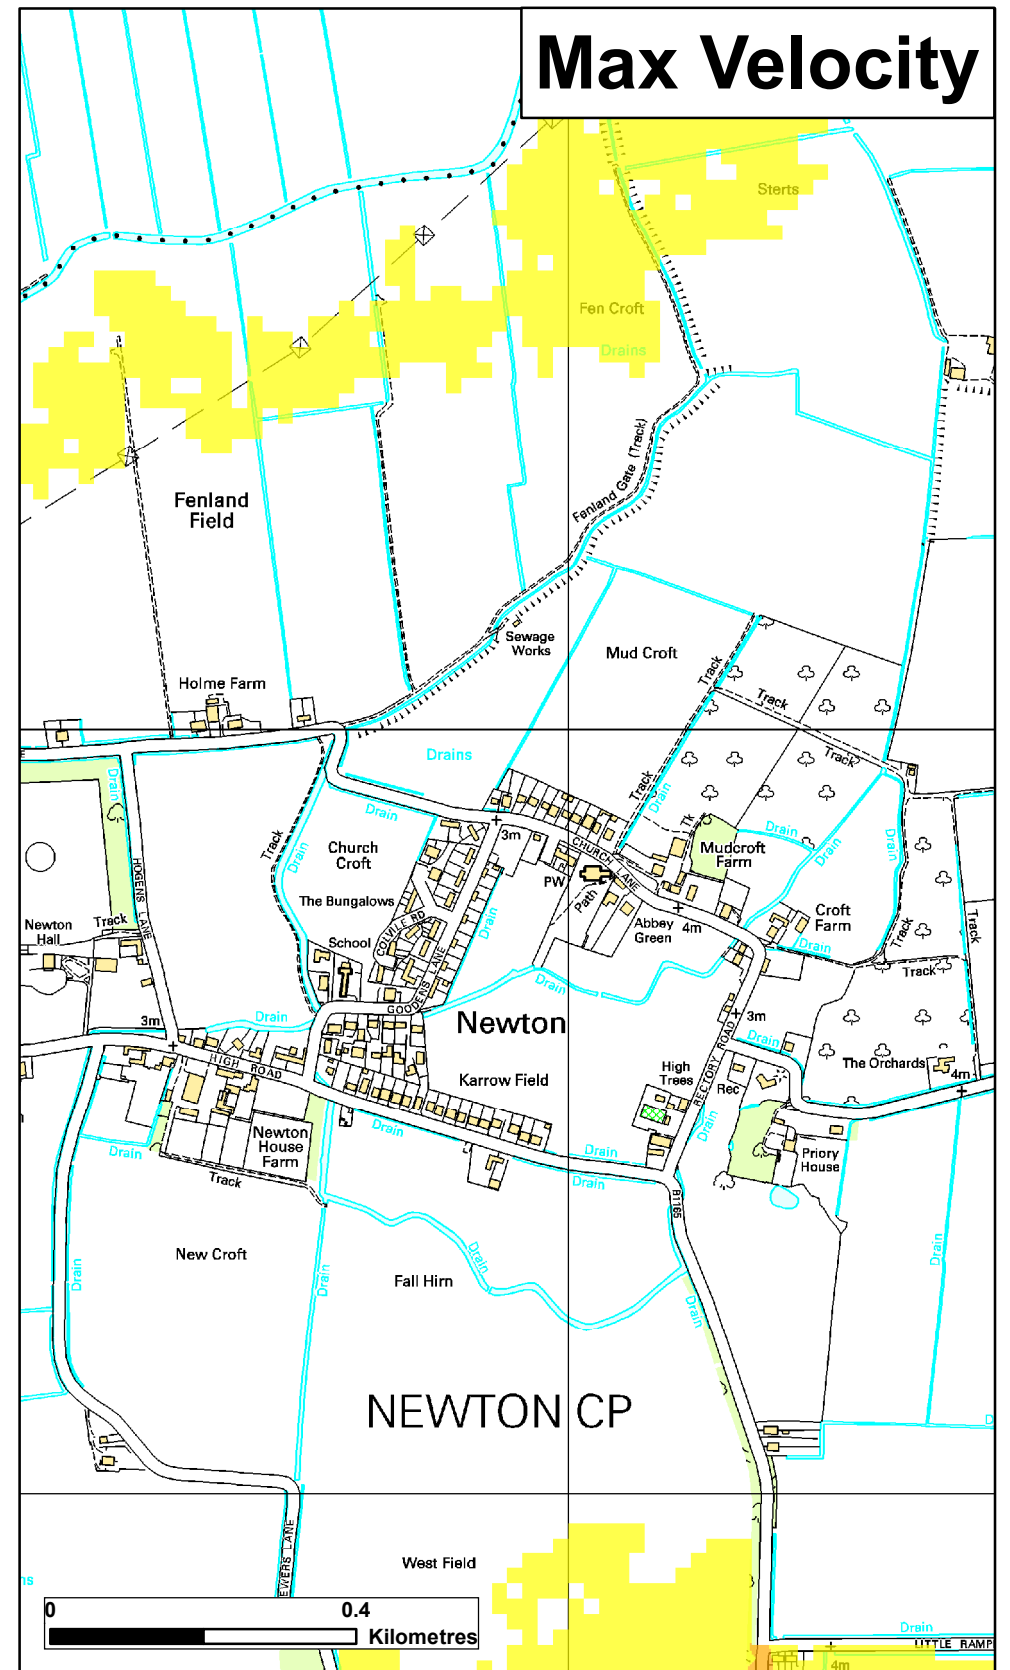 Max Velocity
Sterts
Fen Croft
Drains
Fenland Gate (Track)
Fenland
Field
Sewage
Works
Mud Croft
Track
Track
Holme Farm
Track
Drains
Drain
Track
Drain
Drain
3m
Tk
Drain
Church
Croft
CHURCH LANE
Mudcroft
Farm
Drain
Drain
Track
Drain
HOGENS LANE
The Bungalows
PW
Path
Abbey
Green
4m
Croft
Farm
Drain
Track
Track
Newton
Hall
Track
School
COLVILLE RD
Drain
GOODENS LANE
Drain
Track
3m
Drain
Newton
3m
Drain
HIGH ROAD
Karrow Field
High
Trees
RECTORY ROAD
Rec
The Orchards
4m
Drain
Newton
House
Farm
Drain
Drain
Drain
Drain
Priory
House
Track
B1165
New Croft
Drain
Drain
Drain
Fall Hirn
Drain
Drain
NEWTON CP
D
West Field
EWERS LANE
ns
0
0.4
Kilometres
Drain
LITTLE RAMP
4m